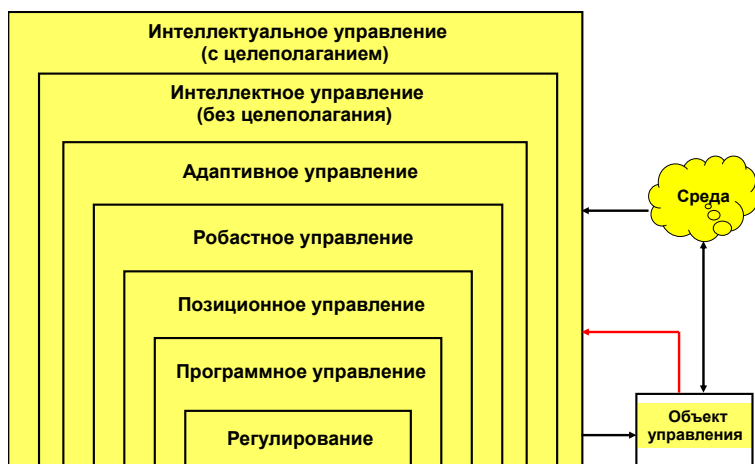 Интеллектуальное управление
(с целеполаганием)
Интеллектное управление
(без целеполагания)
Адаптивное управление
Робастное управление
Позиционное управление
Программное управление
Регулирование
Среда
Объект
управления